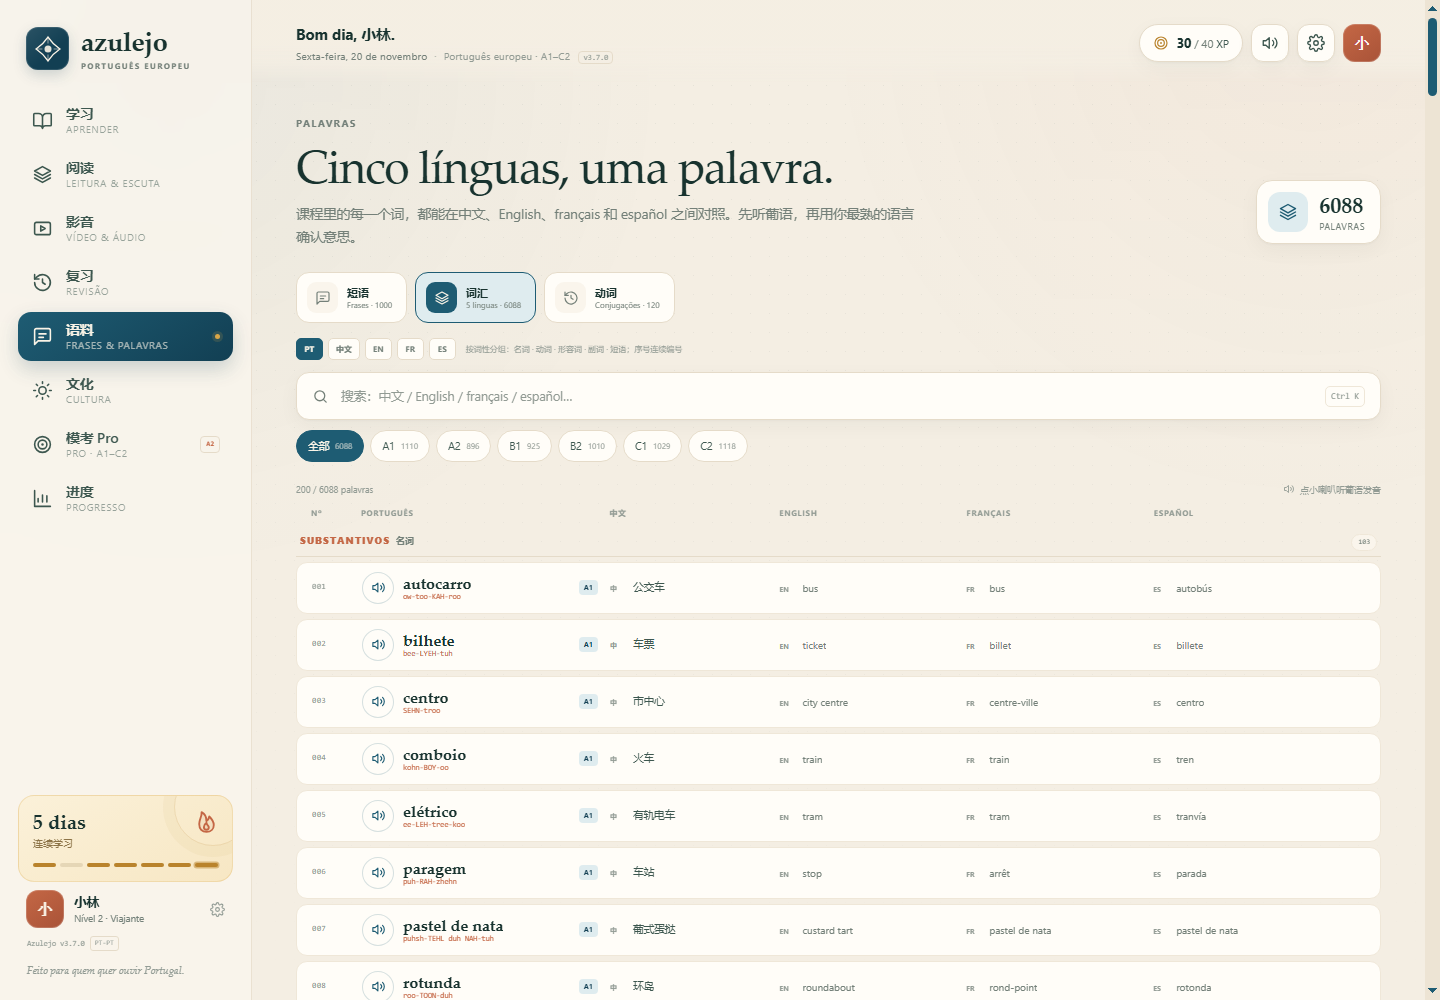 azulejo
PORTUGUÊS EUROPEU
学习
APRENDER
阅读
LEITURA & ESCUTA
影音
VÍDEO & ÁUDIO
复习
REVISÃO
语料
FRASES & PALAVRAS
文化
CULTURA
模考 Pro
PRO · A1–C2
A2
进度
PROGRESSO
5 dias
连续学习
小
小林
Nível 2 · Viajante
Azulejo v3.7.0 PT-PT
Feito para quem quer ouvir Portugal.
Bom dia, 小林.
Sexta-feira, 20 de novembro · Português europeu · A1–C2 v3.7.0
30 / 40 XP
小
PALAVRAS
Cinco línguas, uma palavra.
课程里的每一个词，都能在中文、English、français 和 español 之间对照。先听葡语，再用你最熟的语言
确认意思。
6088
PALAVRAS
短语
Frases · 1000
词汇
5 línguas · 6088
动词
Conjugações · 120
PT 中文 EN FR ES 按词性分组：名词 · 动词 · 形容词 · 副词 · 短语；序号连续编号
搜索：中文 / English / français / español...
Ctrl K
全部 6088 A1 1110 A2 896 B1 925 B2 1010 C1 1029 C2 1118
200 / 6088 palavras
点小喇叭听葡语发音
Nº PORTUGUÊS 中文 ENGLISH FRANÇAIS ESPAÑOL
SUBSTANTIVOS 名词 103
001 autocarro A1 中 公交车 EN bus FR bus ES autobús
ow-too-KAH-roo
002 bilhete A1 中 车票 EN ticket FR billet ES billete
bee-LYEH-tuh
003 centro A1 中 市中心 EN city centre FR centre-ville ES centro
SEHN-troo
004 comboio A1 中 火车 EN train FR train ES tren
kohn-BOY-oo
005 elétrico A1 中 有轨电车 EN tram FR tram ES tranvía
ee-LEH-tree-koo
006 paragem A1 中 车站 EN stop FR arrêt ES parada
puh-RAH-zhehn
007 pastel de nata A1 中 葡式蛋挞 EN custard tart FR pastel de nata ES pastel de nata
puhsh-TEHL duh NAH-tuh
008 rotunda A1 中 环岛 EN roundabout FR rond-point ES rotonda
roo-TOON-duh